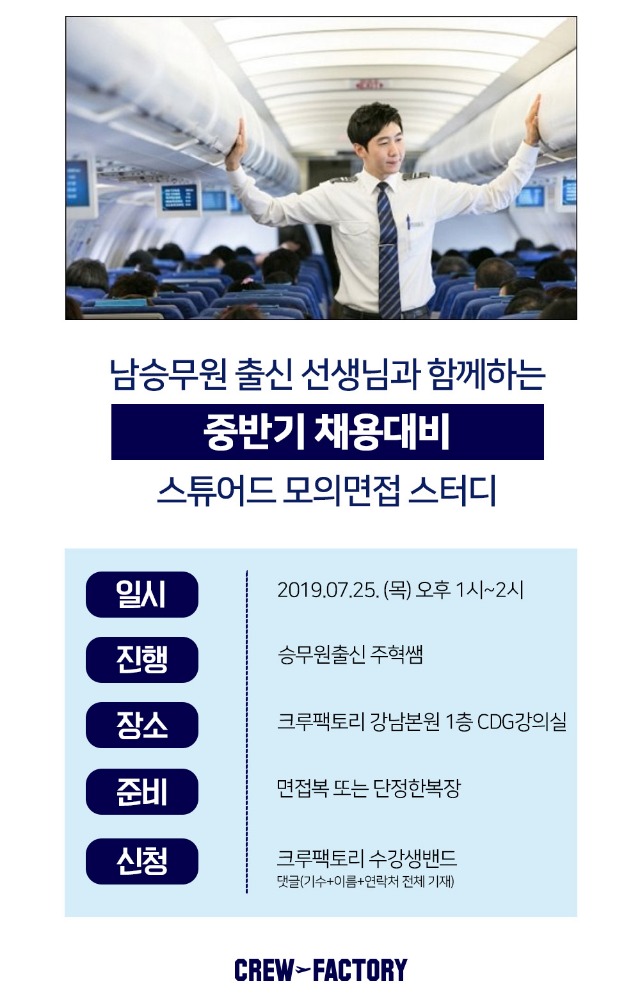 남승무원 출신 선생님과 함께하는
중반기 채용대비
스튜어드 모의면접 스터디
일시
2019.07.25. (목) 오후 1시~2시
진행
승무원출신 주혁쌤
장소
크루팩토리 강남본원 1층 CDG강의실
준비
면접복 또는 단정한복장
신청
크루팩토리 수강생밴드
댓글(기수+이름+연락처 전체 기재)
CREW FACTORY